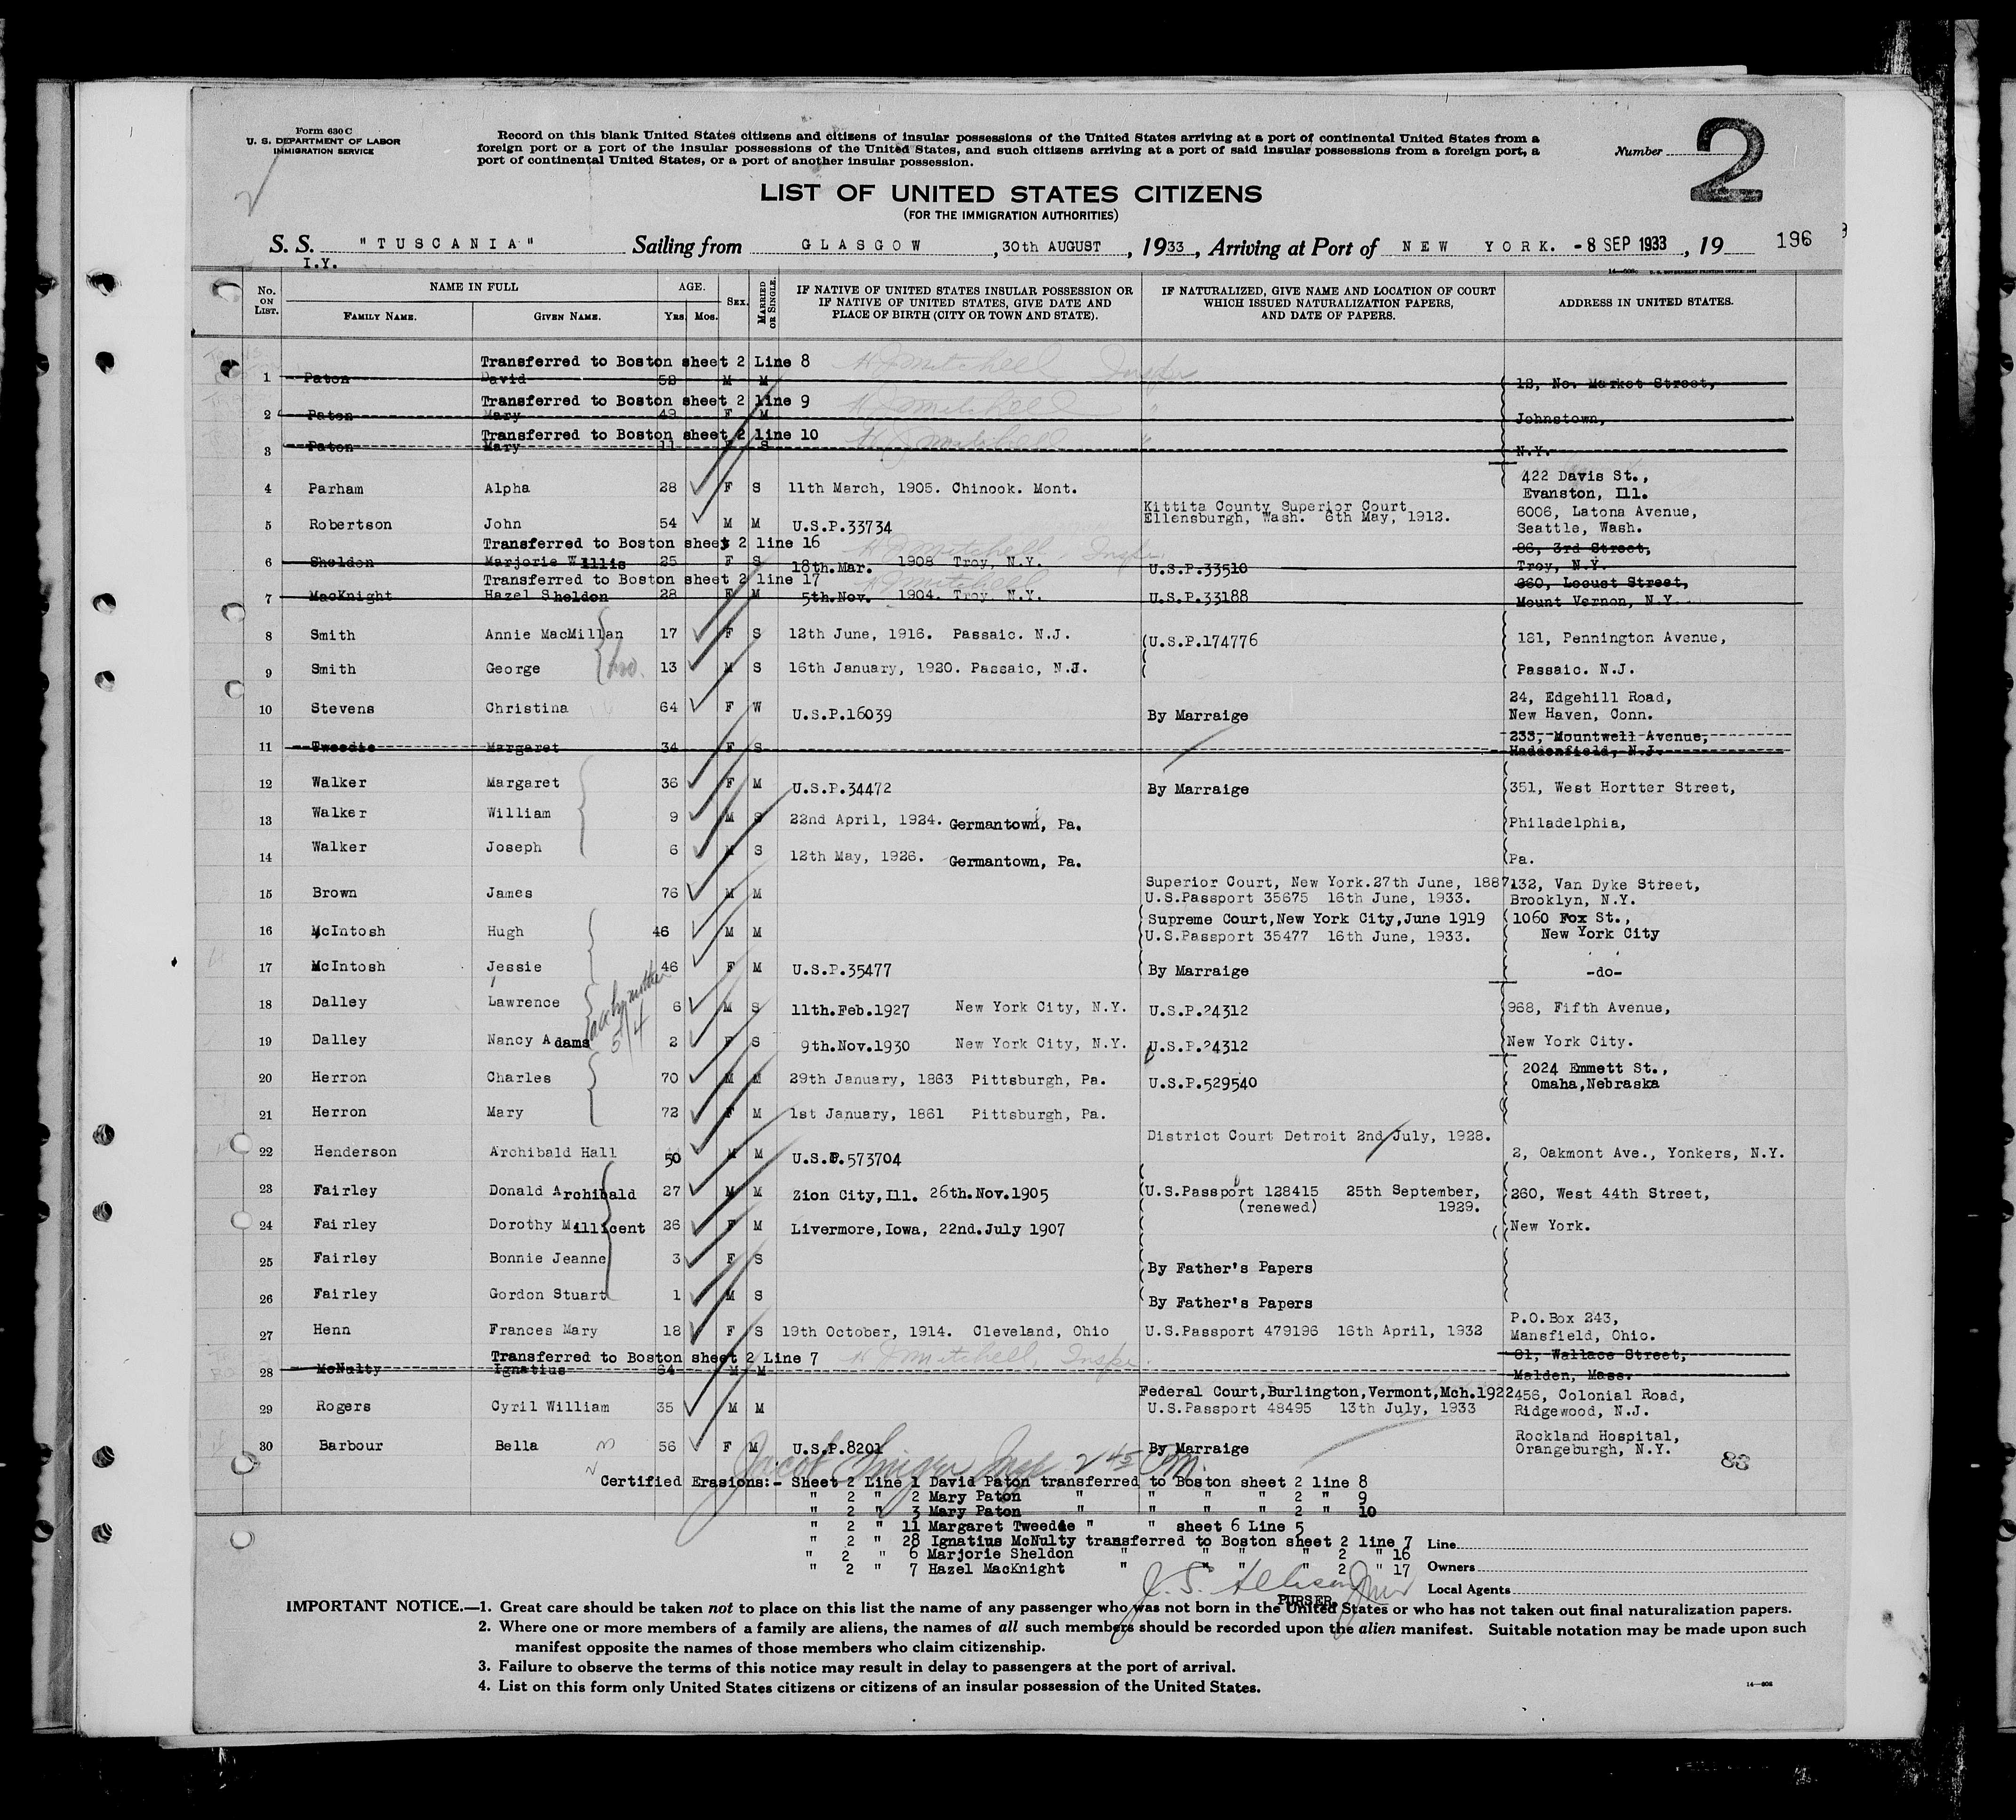 Form 630 C
U. S. DEPARTMENT OF LABOR
IMMIGRATION SERVICE
Record on this blank United States citizens and citizens of insular possessions of the United States arriving at a port of continental United States from a
foreign port or a port of the insular possessions of the United States, and such citizens arriving at a port of said insular possessions from a foreign port, a
port of continental United States, or a port of another insular possession.
Number 2
LIST OF UNITED STATES CITIZENS
(FOR THE IMMIGRATION AUTHORITIES)
S. S. "TUSCANIA" Sailing from GLASGOW, 30th AUGUST, 1933, Arriving at Port of NEW YORK. -8 SEP 1933, 19 196
I.Y.
No. ON LIST. NAME IN FULL FAMILY NAME. GIVEN NAME. AGE. YRS. MOS. SEX. MARRIED OR SINGLE. IF NATIVE OF UNITED STATES INSULAR POSSESSION OR IF NATIVE OF UNITED STATES, GIVE DATE AND PLACE OF BIRTH (CITY OR TOWN AND STATE). IF NATURALIZED, GIVE NAME AND LOCATION OF COURT WHICH ISSUED NATURALIZATION PAPERS, AND DATE OF PAPERS. ADDRESS IN UNITED STATES.
Transferred to Boston sheet 2 Line 8 H J Mitchell Inspr
1 Paton David 52 M M 12, No. Market Street,
Transferred to Boston sheet 2 line 9 H J Mitchell "
2 Paton Mary 49 F M Johnstown,
Transferred to Boston sheet 2 line 10 H J Mitchell "
3 Paton Mary 11 F S N.Y.
4 Parham Alpha 28 F S 11th March, 1905. Chinook. Mont. 422 Davis St., Evanston, Ill.
5 Robertson John 54 M M U.S.P.33734 Kittita County Superior Court Ellensburgh, Wash. 6th May, 1912. 6006, Latona Avenue, Seattle, Wash.
Transferred to Boston sheet 2 line 16 H J Mitchell, Inspr.
6 Sheldon Marjorie Willis 25 F S 18th.Mar. 1908 Troy, N.Y. U.S.P.33510 86, 3rd Street, Troy, N.Y.
Transferred to Boston sheet 2 line 17 H J Mitchell
7 MacKnight Hazel Sheldon 28 F M 5th.Nov. 1904. Troy. N.Y. U.S.P.33188 360, Locust Street, Mount Vernon, N.Y.
8 Smith Annie MacMillan 17 F S 12th June, 1916. Passaic. N.J. (U.S.P.174776 181, Pennington Avenue,
9 Smith George 13 M S 16th January, 1920. Passaic, N.J. Passaic. N.J.
10 Stevens Christina 64 F W U.S.P.16039 By Marraige 24, Edgehill Road, New Haven, Conn.
11 Tweedie Margaret 34 F S 233, Mountwell Avenue, Haddenfield, N.J.
12 Walker Margaret 36 F M U.S.P.34472 By Marraige 351, West Hortter Street,
13 Walker William 9 M S 22nd April, 1924. Germantown, Pa. Philadelphia,
14 Walker Joseph 6 M S 12th May, 1926. Germantown, Pa. Pa.
15 Brown James 76 M M Superior Court, New York.27th June, 1887 U.S.Passport 35675 16th June, 1933. 132, Van Dyke Street, Brooklyn, N.Y.
16 McIntosh Hugh 46 M M Supreme Court,New York City,June 1919 U.S.Passport 35477 16th June, 1933. 1060 Fox St., New York City
17 McIntosh Jessie 46 F M U.S.P.35477 By Marraige -do-
18 Dalley Lawrence 6 M S 11th.Feb.1927 New York City, N.Y. U.S.P.24312 968, Fifth Avenue,
19 Dalley Nancy Adams 2 F S 9th.Nov.1930 New York City, N.Y. U.S.P.24312 New York City.
acc by mother 5/4
20 Herron Charles 70 M M 29th January, 1863 Pittsburgh, Pa. U.S.P.529540 2024 Emmett St., Omaha,Nebraska
21 Herron Mary 72 F M 1st January, 1861 Pittsburgh, Pa.
22 Henderson Archibald Hall 50 M M U.S.P.573704 District Court Detroit 2nd July, 1928. 2, Oakmont Ave., Yonkers, N.Y.
23 Fairley Donald Archibald 27 M M Zion City,Ill. 26th.Nov.1905 (U.S.Passport 128415 25th September, (renewed) 1929. 260, West 44th Street,
24 Fairley Dorothy Millicent 26 F M Livermore,Iowa, 22nd.July 1907 New York.
25 Fairley Bonnie Jeanne 3 F S By Father's Papers
26 Fairley Gordon Stuart 1 M S By Father's Papers
27 Henn Frances Mary 18 F S 19th October, 1914. Cleveland, Ohio U.S.Passport 479196 16th April, 1932 P.O.Box 243, Mansfield, Ohio.
Transferred to Boston sheet 2 Line 7 H J Mitchell Inspr.
28 McNulty Ignatius 64 M M 81, Wallace Street, Malden, Mass.
29 Rogers Cyril William 35 M M Federal Court,Burlington,Vermont,Mch.1922 U.S.Passport 48495 13th July, 1933 456, Colonial Road, Ridgewood, N.J.
30 Barbour Bella 56 F M U.S.P.8201 By Marraige Rockland Hospital, Orangeburgh, N.Y.
83
Certified Erasions:- Sheet 2 Line 1 David Paton transferred to Boston sheet 2 line 8
" 2 " 2 Mary Paton " " " " 2 " 9
" 2 " 3 Mary Paton " " " " 2 " 10
" 2 " 11 Margaret Tweedie " " sheet 6 Line 5
" 2 " 28 Ignatius McNulty transferred to Boston sheet 2 line 7
" 2 " 6 Marjorie Sheldon " " " " 2 " 16
" 2 " 7 Hazel MacKnight " " " " 2 " 17
Line
Owners
Local Agents
J. S. Allison Jnr
PURSER.
IMPORTANT NOTICE.—1. Great care should be taken not to place on this list the name of any passenger who was not born in the United States or who has not taken out final naturalization papers.
2. Where one or more members of a family are aliens, the names of all such members should be recorded upon the alien manifest. Suitable notation may be made upon such
manifest opposite the names of those members who claim citizenship.
3. Failure to observe the terms of this notice may result in delay to passengers at the port of arrival.
4. List on this form only United States citizens or citizens of an insular possession of the United States.